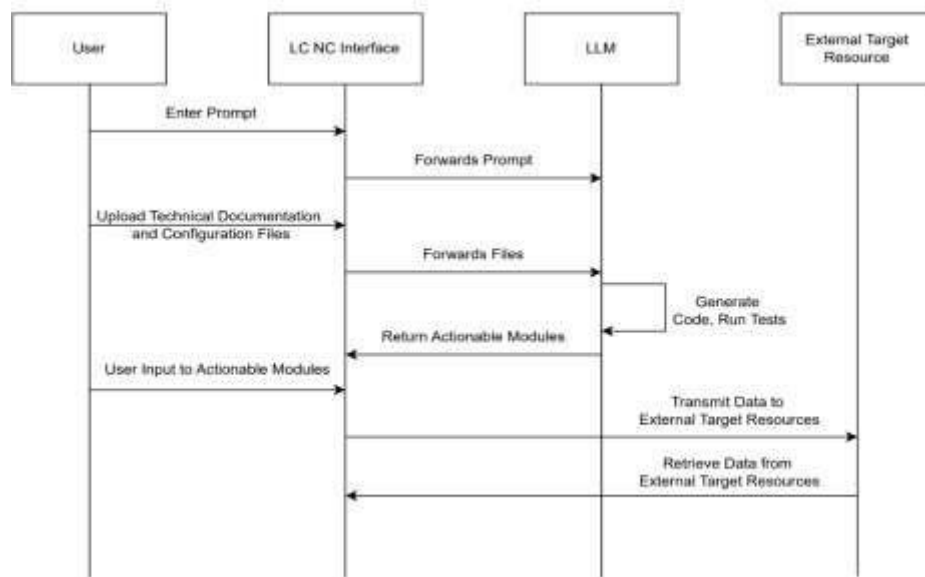 User
LC NC Interface
LLM
External Target
Resource
Enter Prompt
Forwards Prompt
Upload Technical Documentation
and Configuration Files
Forwards Files
Generate
Code, Run Tests
Return Actionable Modules
User Input to Actionable Modules
Transmit Data to
External Target Resources
Retrieve Data from
External Target Resources